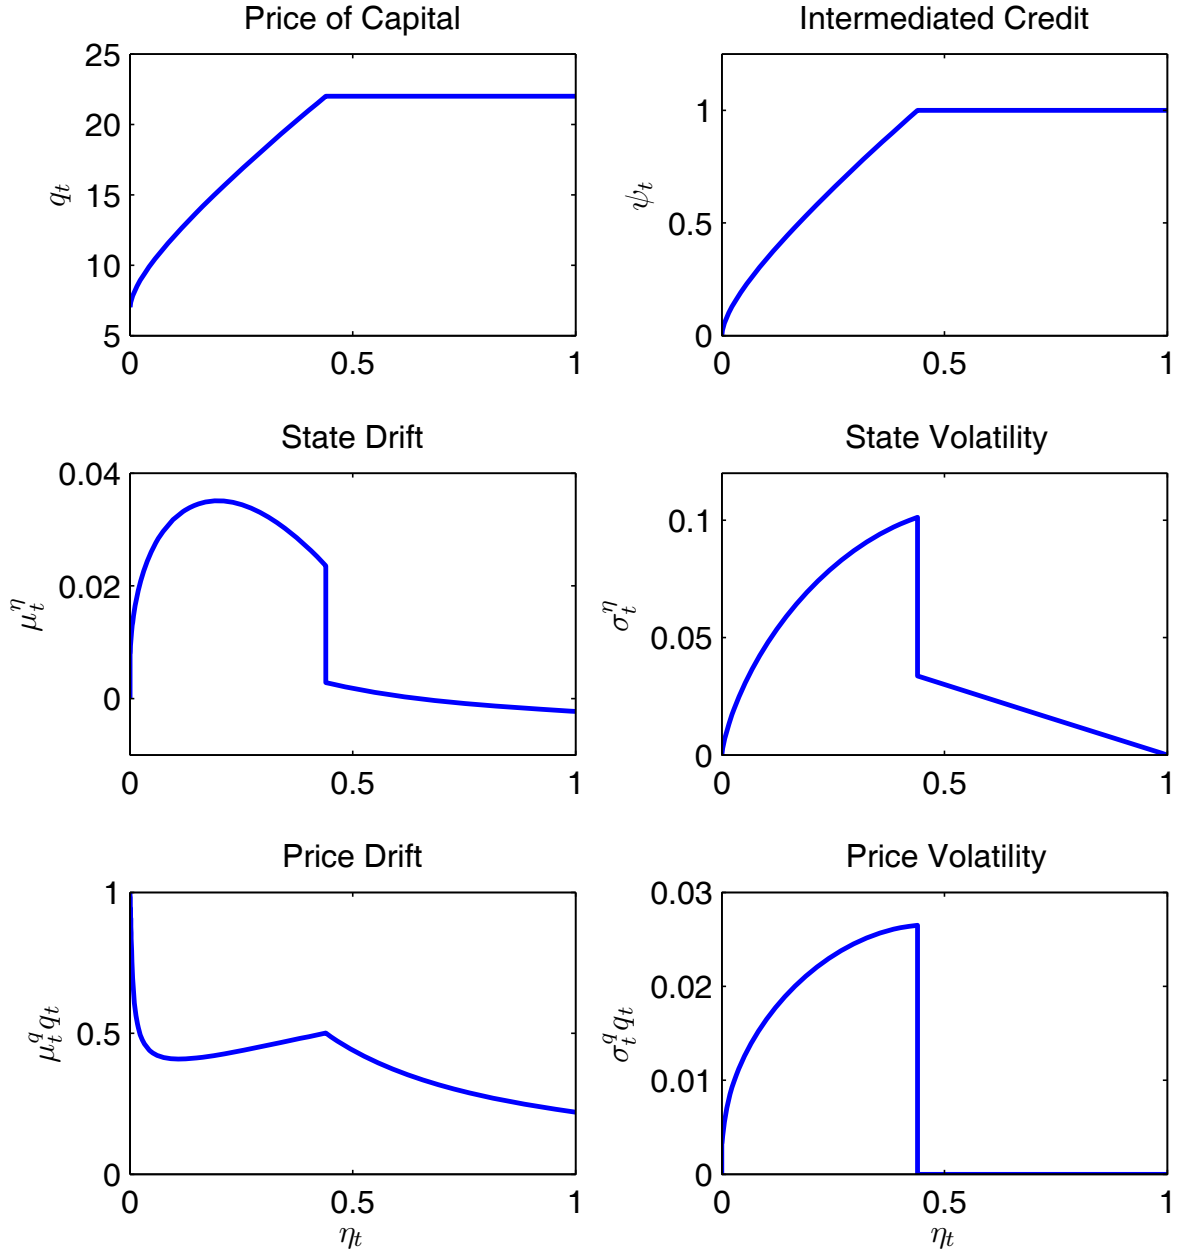 Price of Capital
25
20
15
10
5
q_t
0
0.5
1
Intermediated Credit
1
0.5
0
ψ_t
0
0.5
1
State Drift
0.04
0.02
0
μ_t^η
0
0.5
1
State Volatility
0.1
0.05
0
σ_t^η
0
0.5
1
Price Drift
1
0.5
0
μ_t^q q_t
0
0.5
1
η_t
Price Volatility
0.03
0.02
0.01
0
σ_t^q q_t
0
0.5
1
η_t